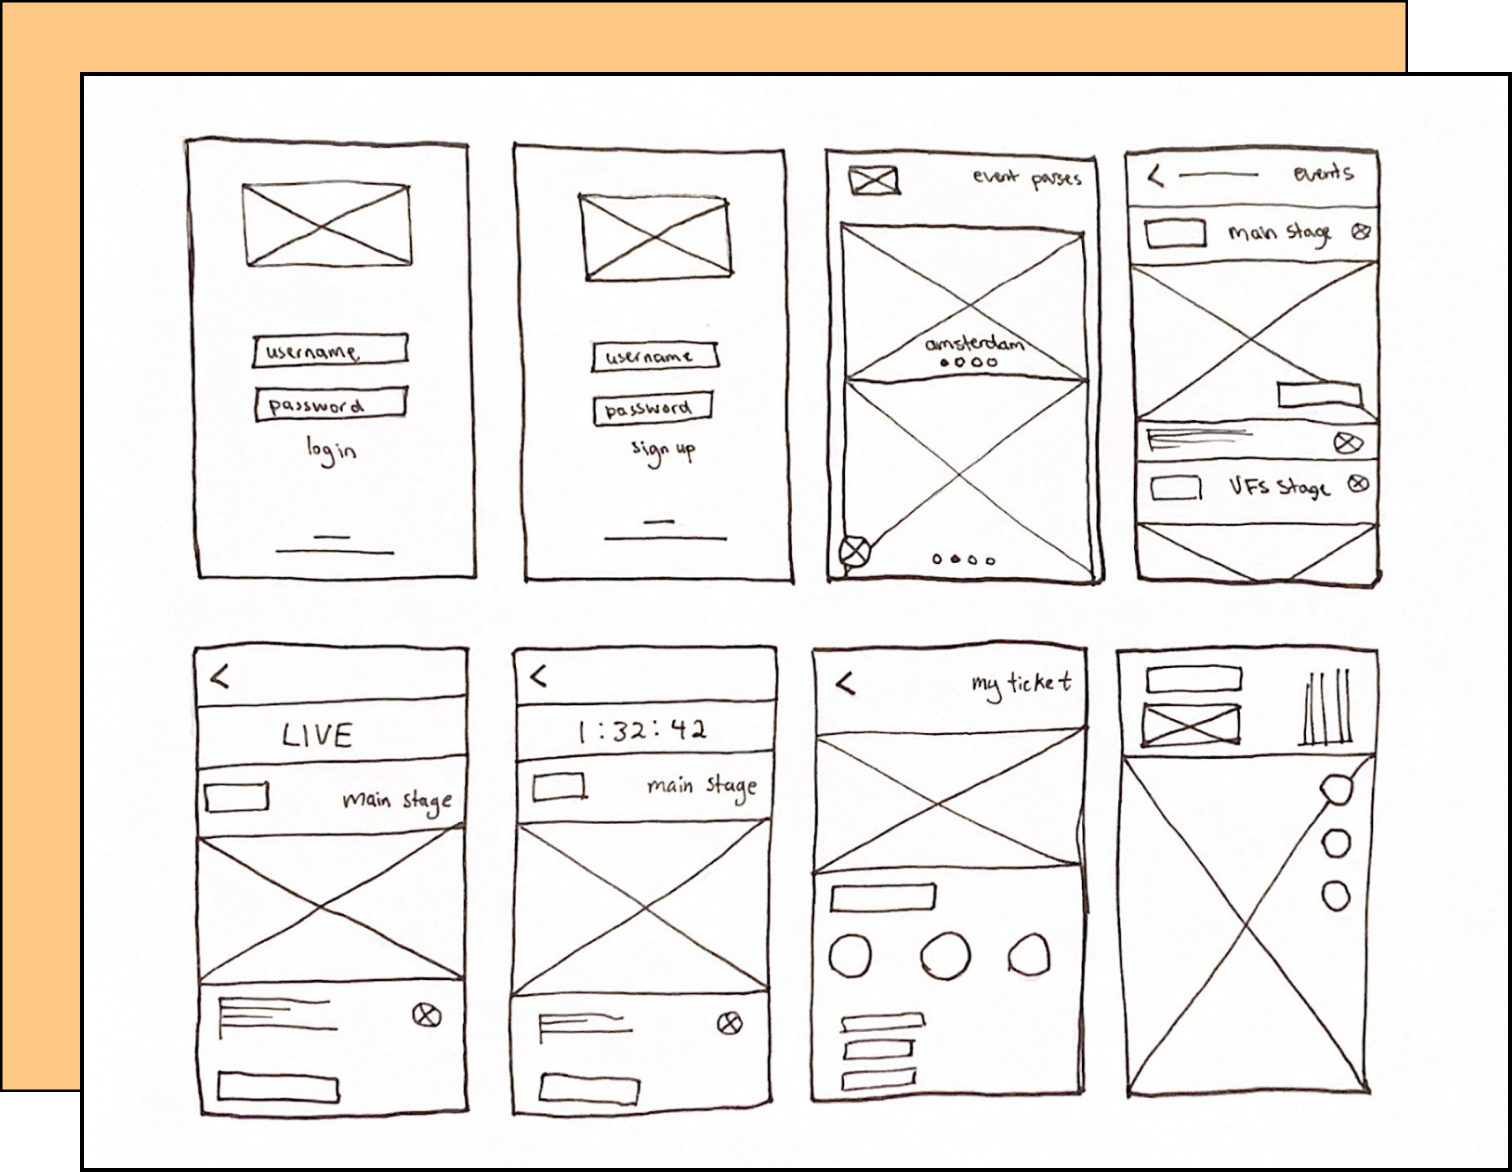 username
password
login
username
password
sign up
event passes
amsterdam
< events
main stage
VFs stage
<
LIVE
main stage
<
1:32:42
main stage
< my ticket